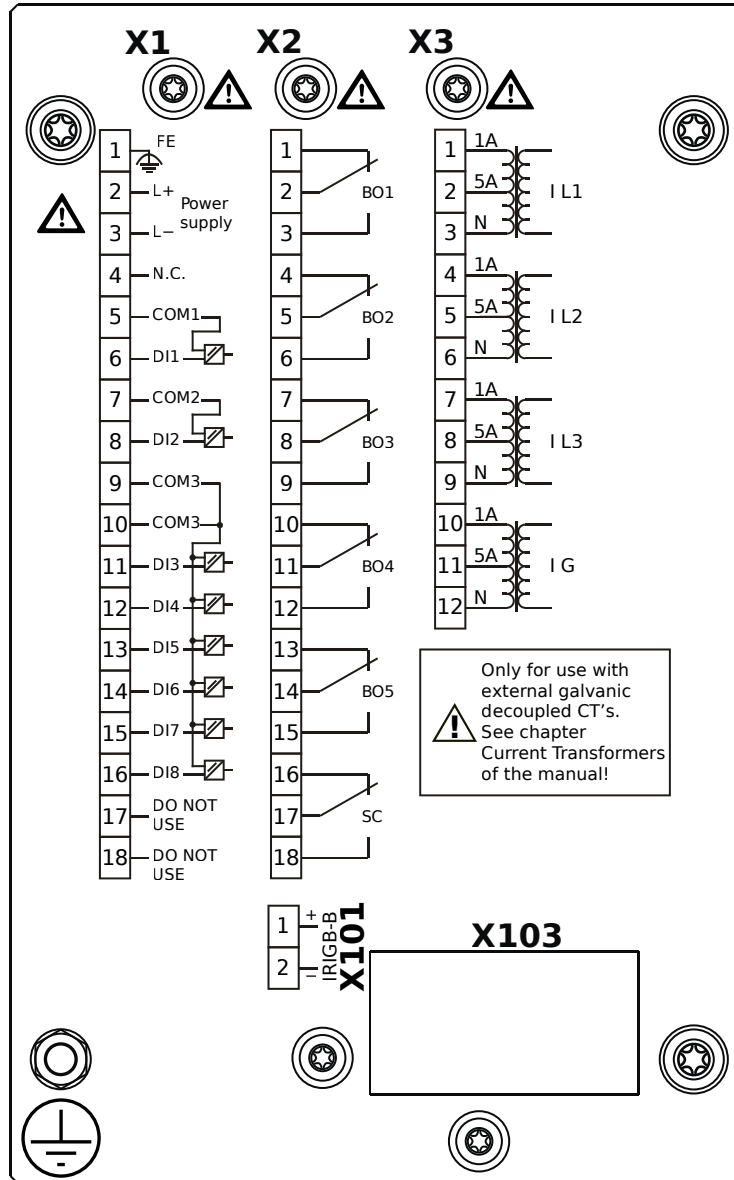 X1 X2 X3
1 FE
2 L+
Power
supply
3 L−
4 N.C.
5 COM1
6 DI1
7 COM2
8 DI2
9 COM3
10 COM3
11 DI3
12 DI4
13 DI5
14 DI6
15 DI7
16 DI8
17 DO NOT
USE
18 DO NOT
USE
1
2 BO1
3
4
5 BO2
6
7
8 BO3
9
10
11 BO4
12
13
14 BO5
15
16
17 SC
18
1 1A
2 5A I L1
3 N
4 1A
5 5A I L2
6 N
7 1A
8 5A I L3
9 N
10 1A
11 5A I G
12 N
! Only for use with
external galvanic
decoupled CT's.
See chapter
Current Transformers
of the manual!
1 +
2 −
IRIGB-B
X101
X103